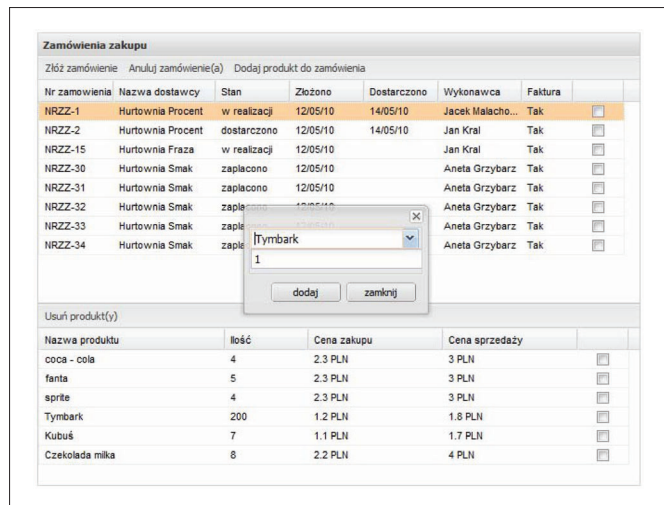 Zamówienia zakupu
Złóż zamówienie Anuluj zamówienie(a) Dodaj produkt do zamówienia
Nr zamowienia Nazwa dostawcy Stan Złożono Dostarczono Wykonawca Faktura
NRZZ-1 Hurtownia Procent w realizacji 12/05/10 14/05/10 Jacek Malacho... Tak
NRZZ-2 Hurtownia Procent dostarczono 12/05/10 14/05/10 Jan Kral Tak
NRZZ-15 Hurtownia Fraza w realizacji 12/05/10 Jan Kral Tak
NRZZ-30 Hurtownia Smak zaplacono 12/05/10 Aneta Grzybarz Tak
NRZZ-31 Hurtownia Smak zaplacono 12/05/10 Aneta Grzybarz Tak
NRZZ-32 Hurtownia Smak zaplacono 12/05/10 Aneta Grzybarz Tak
NRZZ-33 Hurtownia Smak Aneta Grzybarz Tak
NRZZ-34 Hurtownia Smak Aneta Grzybarz Tak
Tymbark
1
dodaj zamknij
Usuń produkt(y)
Nazwa produktu Ilość Cena zakupu Cena sprzedaży
coca - cola 4 2.3 PLN 3 PLN
fanta 5 2.3 PLN 3 PLN
sprite 4 2.3 PLN 3 PLN
Tymbark 200 1.2 PLN 1.8 PLN
Kubuś 7 1.1 PLN 1.7 PLN
Czekolada milka 8 2.2 PLN 4 PLN